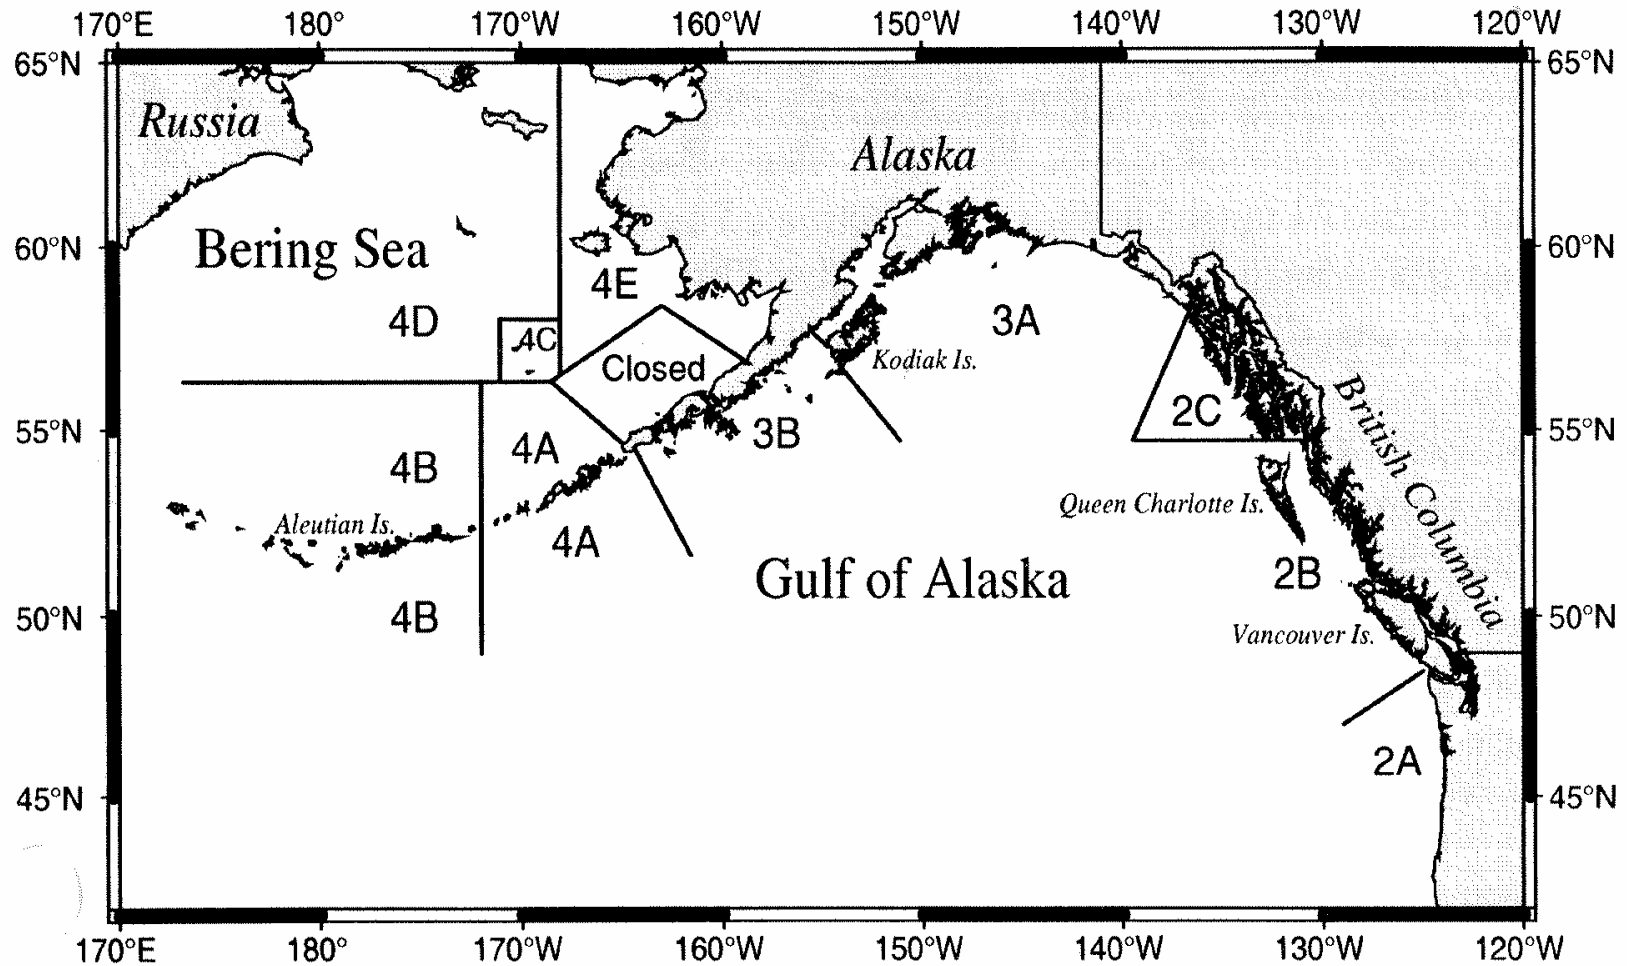 170°E 180° 170°W 160°W 150°W 140°W 130°W 120°W
65°N 65°N
Russia
Alaska
60°N 60°N
Bering Sea
4E
4D 3A
4C
Closed
Kodiak Is.
2C
British Columbia
55°N 55°N
3B
4A
4B
Queen Charlotte Is.
Aleutian Is.
4A
Gulf of Alaska
2B
50°N 50°N
4B
Vancouver Is.
2A
45°N 45°N
170°E 180° 170°W 160°W 150°W 140°W 130°W 120°W